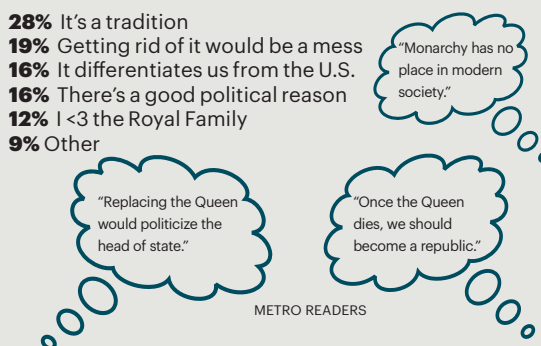 28% It's a tradition
19% Getting rid of it would be a mess
16% It differentiates us from the U.S.
16% There's a good political reason
12% I <3 the Royal Family
9% Other
"Monarchy has no
place in modern
society."
"Replacing the Queen
would politicize the
head of state."
"Once the Queen
dies, we should
become a republic."
METRO READERS